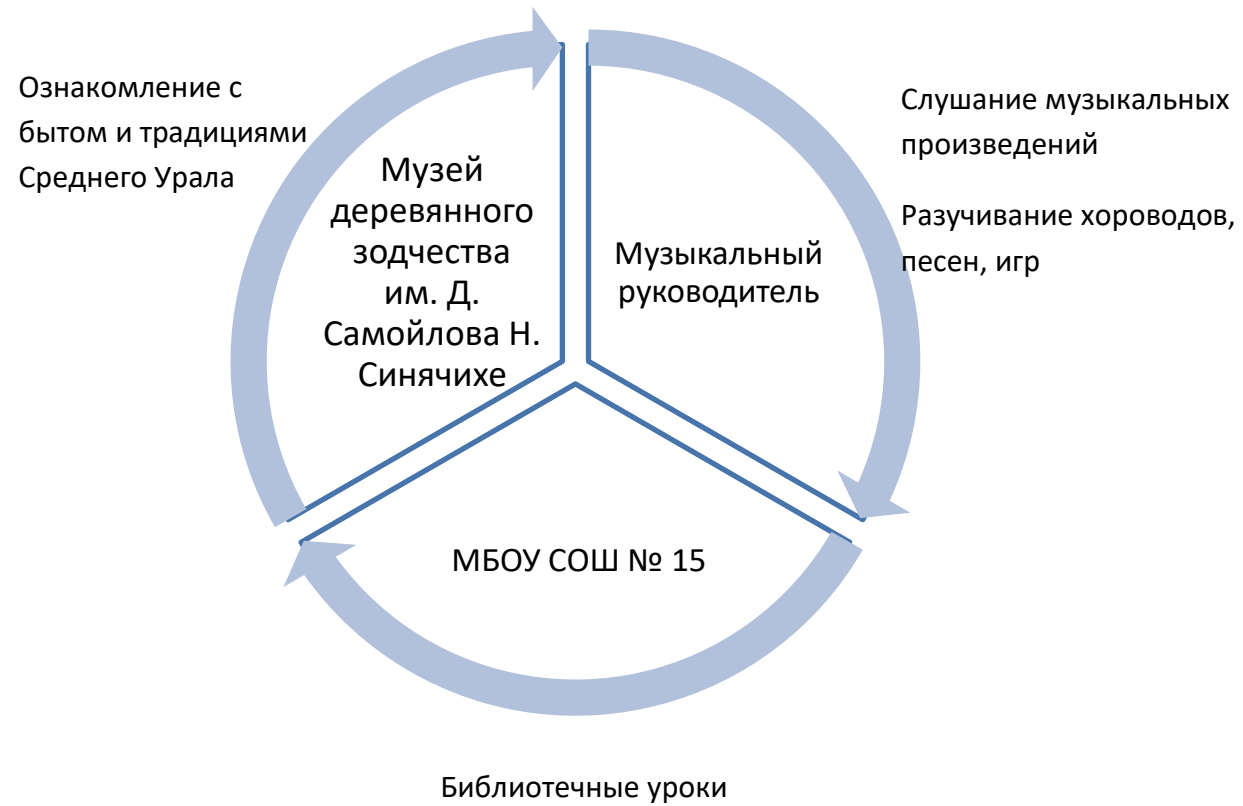 Ознакомление с
бытом и традициями
Среднего Урала
Музей
деревянного
зодчества
им. Д.
Самойлова Н.
Синячихе
Музыкальный
руководитель
Слушание музыкальных
произведений
Разучивание хороводов,
песен, игр
МБОУ СОШ № 15
Библиотечные уроки